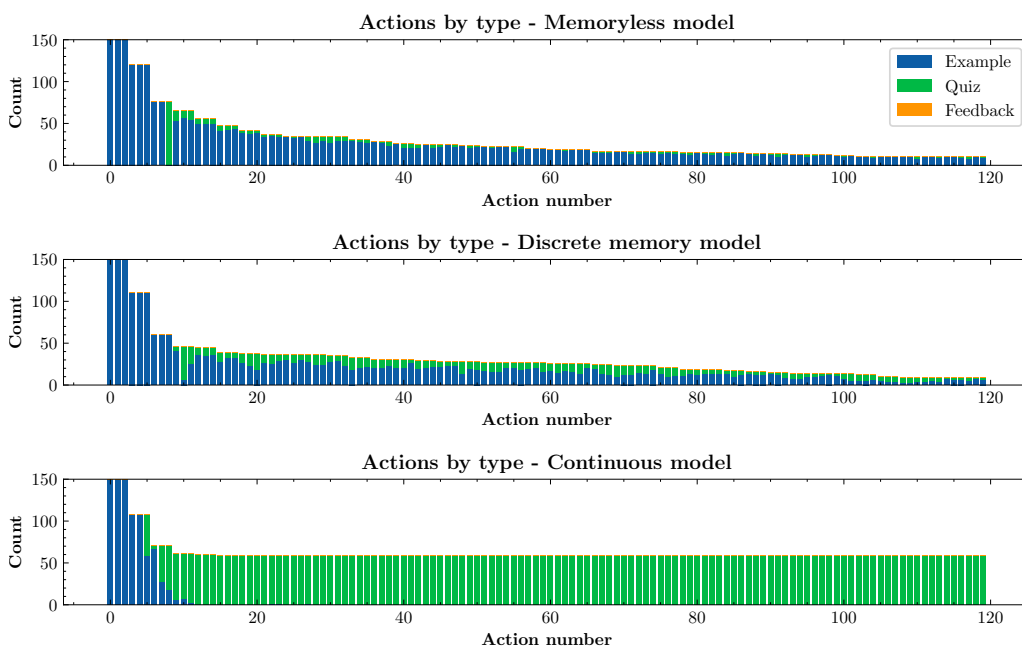 Actions by type - Memoryless model
150
100
50
0
Count
0 20 40 60 80 100 120
Action number
Example
Quiz
Feedback
Actions by type - Discrete memory model
150
100
50
0
Count
0 20 40 60 80 100 120
Action number
Actions by type - Continuous model
150
100
50
0
Count
0 20 40 60 80 100 120
Action number